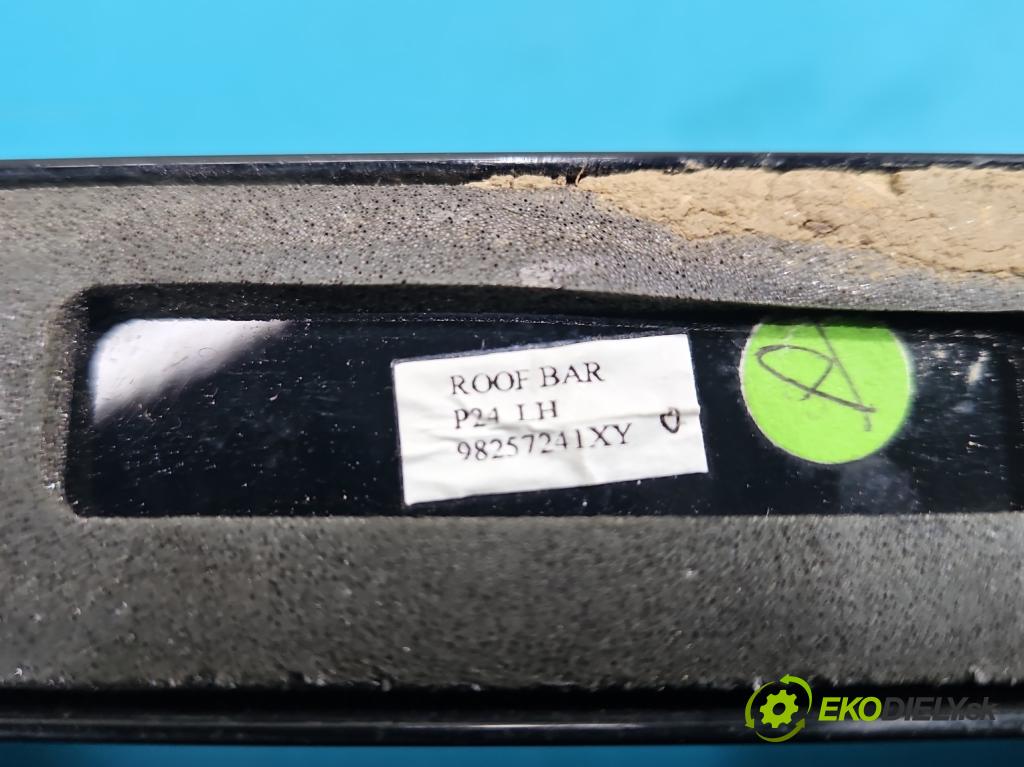 ROOF BAR
P24 LH
98257241XY
EKODIELY.sk